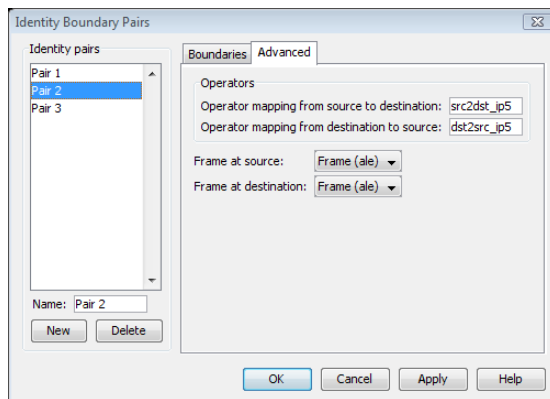 Identity Boundary Pairs
Identity pairs
Pair 1
Pair 2
Pair 3
Name: Pair 2
New Delete
Boundaries Advanced
Operators
Operator mapping from source to destination: src2dst_ip5
Operator mapping from destination to source: dst2src_ip5
Frame at source: Frame (ale)
Frame at destination: Frame (ale)
OK Cancel Apply Help